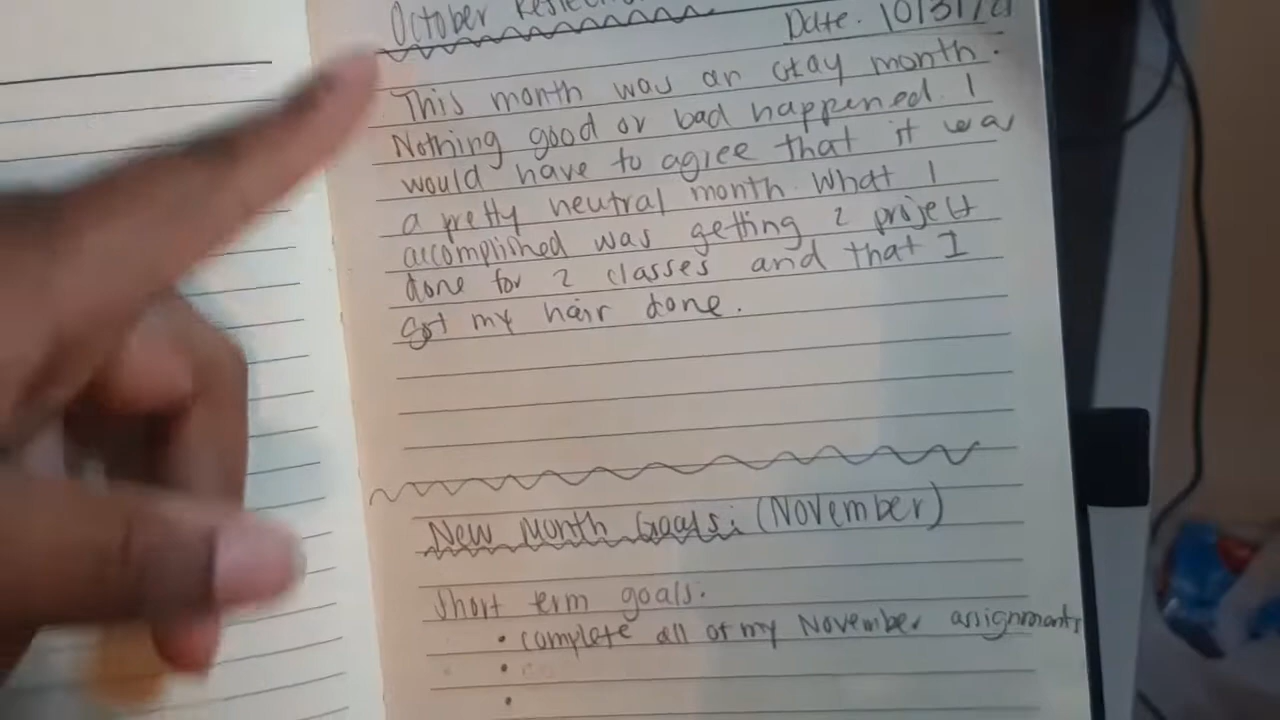 October
Date. 10/31/21
This month was an okay month.
Nothing good or bad happened. I
would have to agree that it was
a pretty neutral month. What I
accomplished was getting 2 project
done for 2 classes and that I
got my hair done.
New Month Goals: (November)
Short term goals:
• complete all of my November assignments
•
•